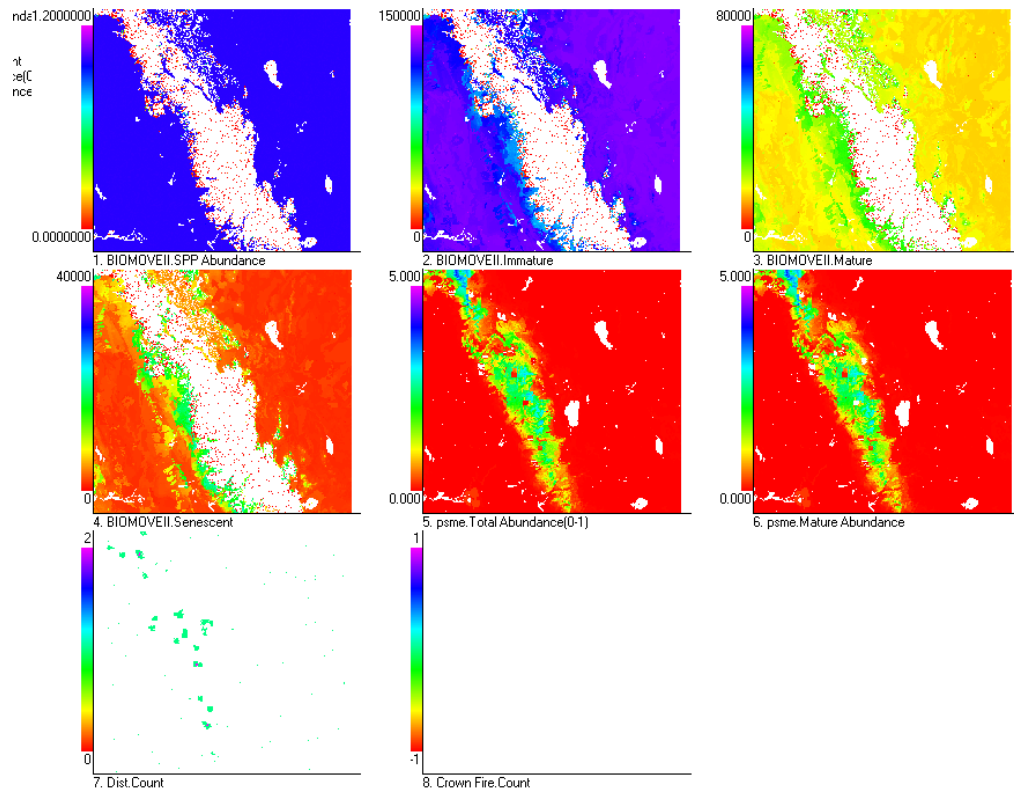 nde1.2000000
nt
:e(C
nce
0.0000000
1. BIOMOVEII.SPP Abundance
150000
0
2. BIOMOVEII.Immature
80000
0
3. BIOMOVEII.Mature
40000
0
4. BIOMOVEII.Senescent
5.000
0.000
5. psme.Total Abundance(0-1)
5.000
0.000
6. psme.Mature Abundance
2
0
7. Dist.Count
1
-1
8. Crown Fire.Count